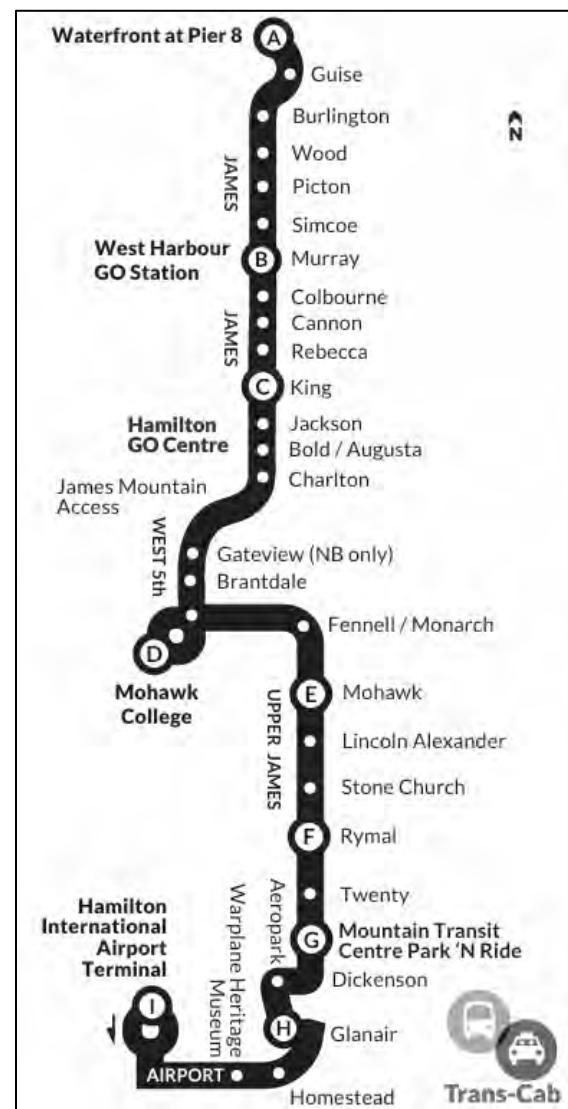 Waterfront at Pier 8
A
Guise
Burlington
N
Wood
JAMES
Picton
Simcoe
West Harbour
GO Station
B
Murray
Colbourne
JAMES
Cannon
Rebecca
C
King
Hamilton
GO Centre
Jackson
Bold / Augusta
Charlton
James Mountain
Access
WEST 5th
Gateview (NB only)
Brantdale
Fennell / Monarch
D
Mohawk
College
E
Mohawk
UPPER JAMES
Lincoln Alexander
Stone Church
F
Rymal
Twenty
G
Mountain Transit
Centre Park 'N Ride
Aeropark
Dickenson
Hamilton
International
Airport
Terminal
I
Warplane Heritage
Museum
H
Glanair
AIRPORT
Homestead
Trans-Cab